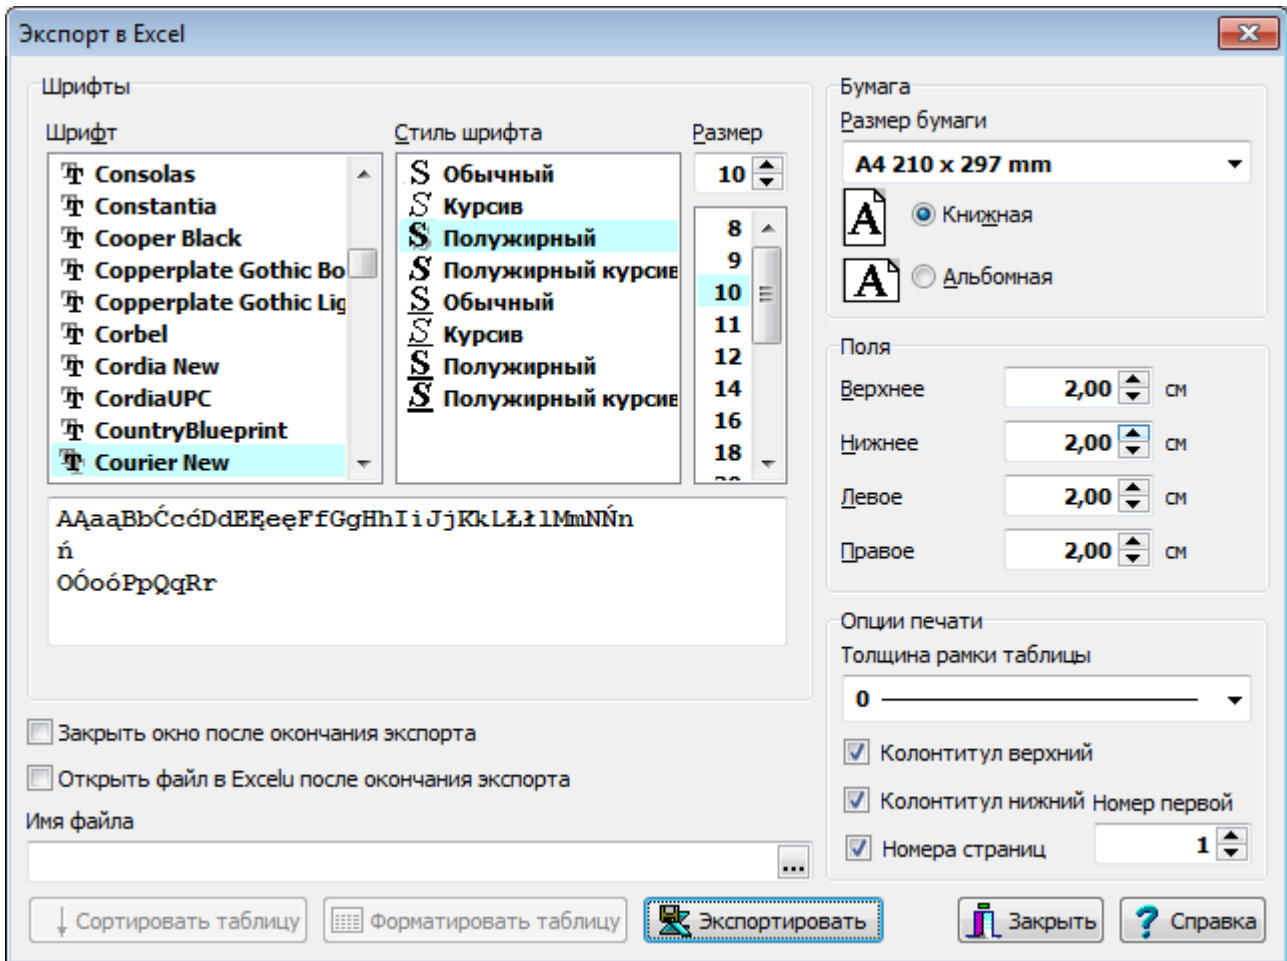 Экспорт в Excel
Шрифты
Шрифт
Consolas
Constantia
Cooper Black
Copperplate Gothic Bo
Copperplate Gothic Lig
Corbel
Cordia New
CordiaUPC
CountryBlueprint
Courier New
Стиль шрифта
Обычный
Курсив
Полужирный
Полужирный курсив
Обычный
Курсив
Полужирный
Полужирный курсив
Размер
10
8
9
10
11
12
14
16
18
AĄaąBbĆcćDdEĘeęFfGgHhIiJjKkLŁłlMmNŃn
ń
OÓoóPpQqRr
Закрыть окно после окончания экспорта
Открыть файл в Excelu после окончания экспорта
Имя файла
...
Бумага
Размер бумаги
A4 210 x 297 mm
A Книжная
A Альбомная
Поля
Верхнее 2,00 см
Нижнее 2,00 см
Левое 2,00 см
Правое 2,00 см
Опции печати
Толщина рамки таблицы
0
Колонтитул верхний
Колонтитул нижний Номер первой
Номера страниц 1
Сортировать таблицу Форматировать таблицу Экспортировать Закрыть ? Справка